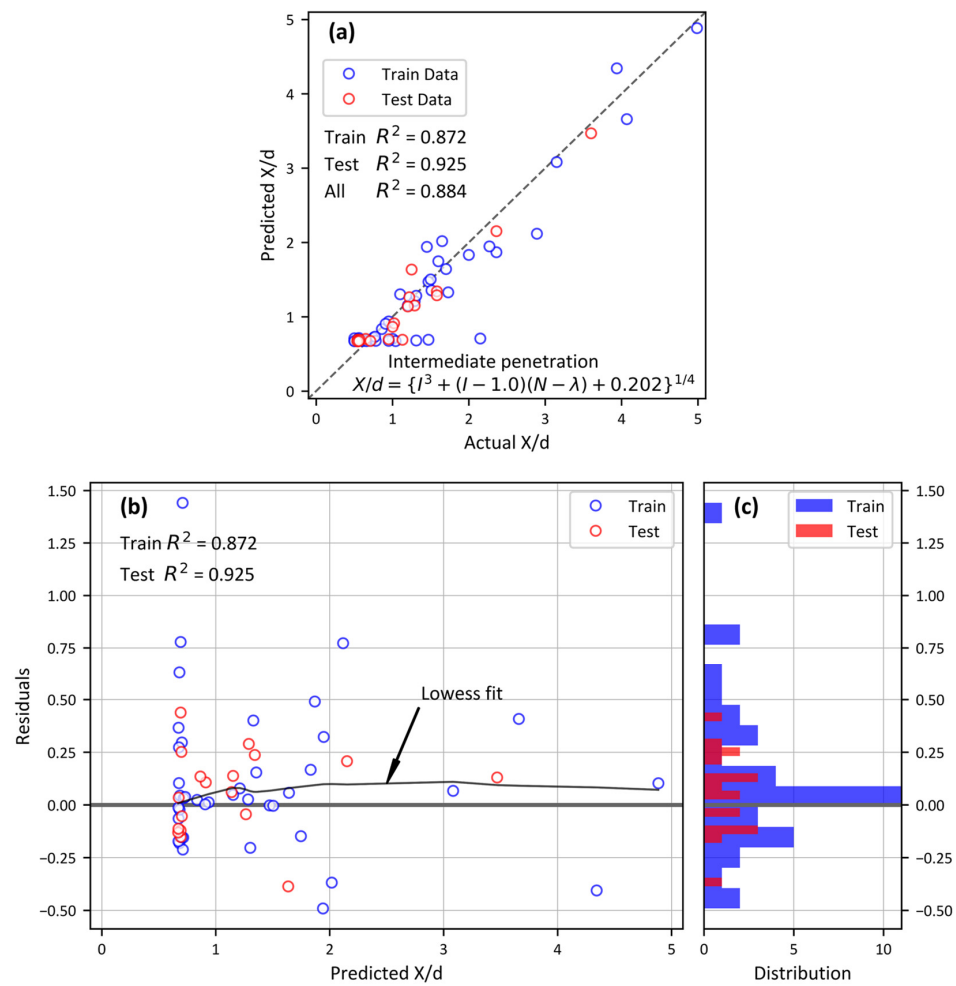 (a)
Train Data
Test Data
Train R² = 0.872
Test R² = 0.925
All R² = 0.884
Intermediate penetration
X/d = {I³ + (I − 1.0)(N − λ) + 0.202}^{1/4}
5
4
3
2
1
0
Predicted X/d
0 1 2 3 4 5
Actual X/d
(b)
Train R² = 0.872
Test R² = 0.925
Train
Test
Lowess fit
1.50
1.25
1.00
0.75
0.50
0.25
0.00
−0.25
−0.50
Residuals
0 1 2 3 4 5
Predicted X/d
(c)
Train
Test
1.50
1.25
1.00
0.75
0.50
0.25
0.00
−0.25
−0.50
0 5 10
Distribution